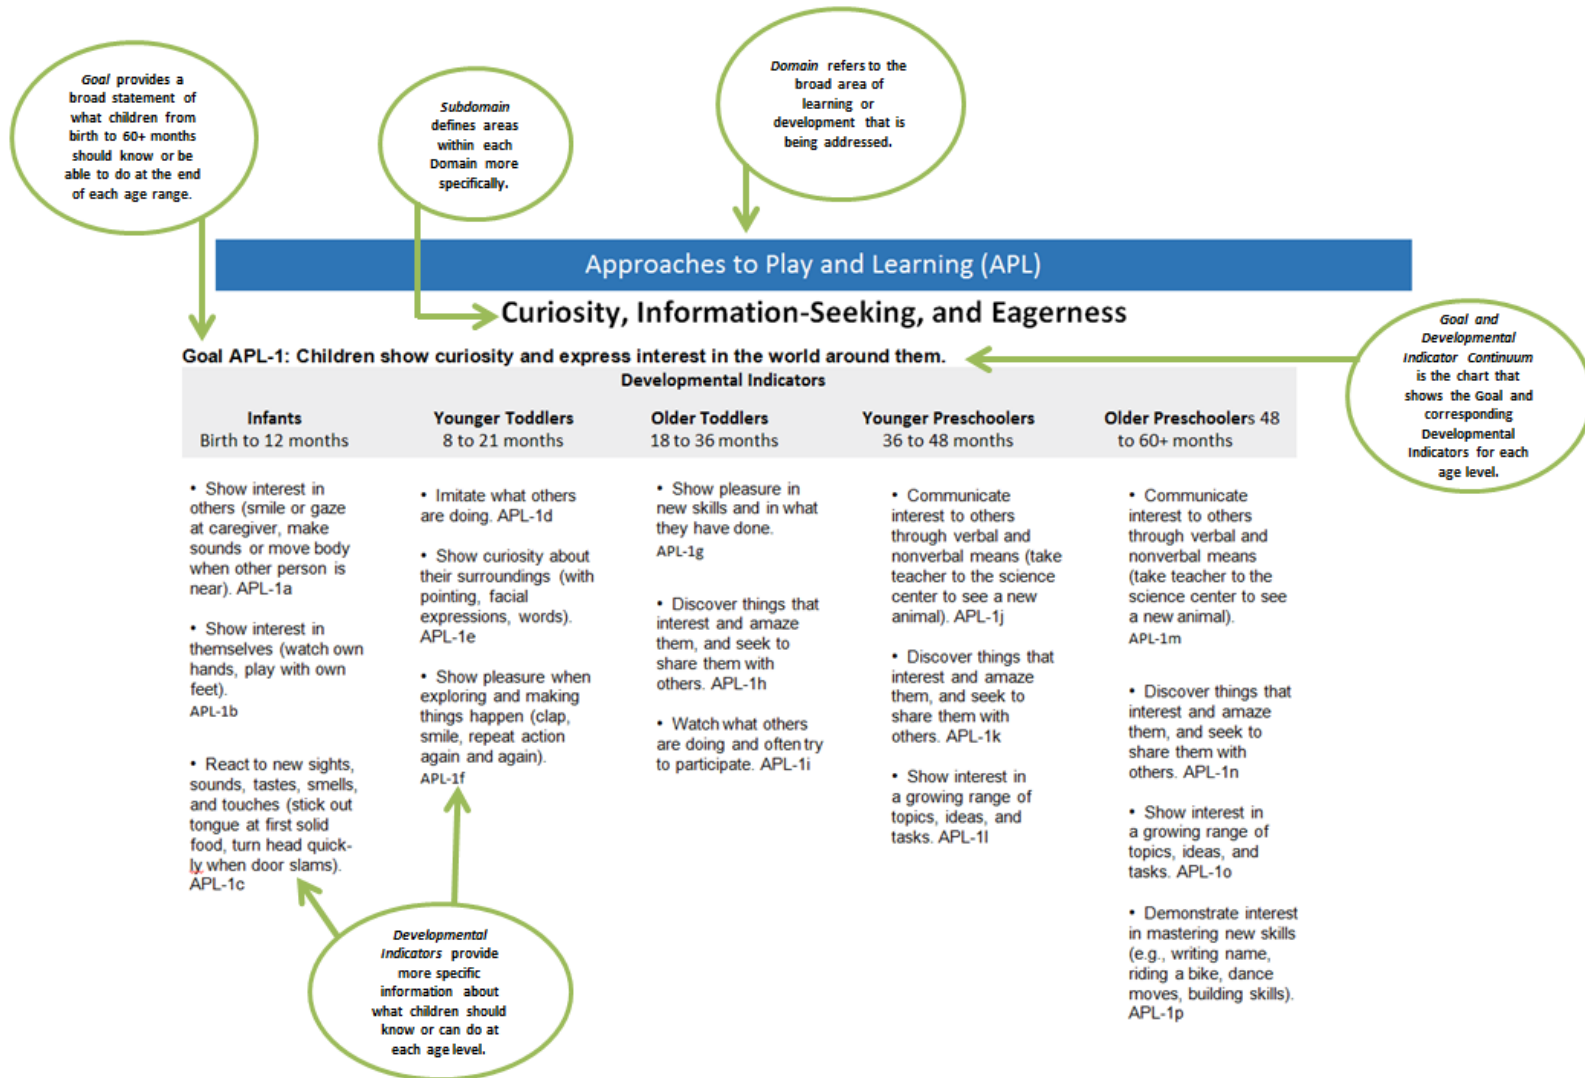 Goal provides a
broad statement of
what children from
birth to 60+ months
should know or be
able to do at the end
of each age range.
Subdomain
defines areas
within each
Domain more
specifically.
Domain refers to the
broad area of
learning or
development that is
being addressed.
Approaches to Play and Learning (APL)
Curiosity, Information-Seeking, and Eagerness
Goal APL-1: Children show curiosity and express interest in the world around them.
Goal and
Developmental
Indicator Continuum
is the chart that
shows the Goal and
corresponding
Developmental
Indicators for each
age level.
Developmental Indicators
Infants
Birth to 12 months
Younger Toddlers
8 to 21 months
Older Toddlers
18 to 36 months
Younger Preschoolers
36 to 48 months
Older Preschoolers 48
to 60+ months
• Show interest in
others (smile or gaze
at caregiver, make
sounds or move body
when other person is
near). APL-1a
• Show interest in
themselves (watch own
hands, play with own
feet).
APL-1b
• React to new sights,
sounds, tastes, smells,
and touches (stick out
tongue at first solid
food, turn head quick-
ly when door slams).
APL-1c
• Imitate what others
are doing. APL-1d
• Show curiosity about
their surroundings (with
pointing, facial
expressions, words).
APL-1e
• Show pleasure when
exploring and making
things happen (clap,
smile, repeat action
again and again).
APL-1f
• Show pleasure in
new skills and in what
they have done.
APL-1g
• Discover things that
interest and amaze
them, and seek to
share them with
others. APL-1h
• Watch what others
are doing and often try
to participate. APL-1i
• Communicate
interest to others
through verbal and
nonverbal means (take
teacher to the science
center to see a new
animal). APL-1j
• Discover things that
interest and amaze
them, and seek to
share them with
others. APL-1k
• Show interest in
a growing range of
topics, ideas, and
tasks. APL-1l
• Communicate
interest to others
through verbal and
nonverbal means
(take teacher to the
science center to see
a new animal).
APL-1m
• Discover things that
interest and amaze
them, and seek to
share them with
others. APL-1n
• Show interest in
a growing range of
topics, ideas, and
tasks. APL-1o
• Demonstrate interest
in mastering new skills
(e.g., writing name,
riding a bike, dance
moves, building skills).
APL-1p
Developmental
Indicators provide
more specific
information about
what children should
know or can do at
each age level.